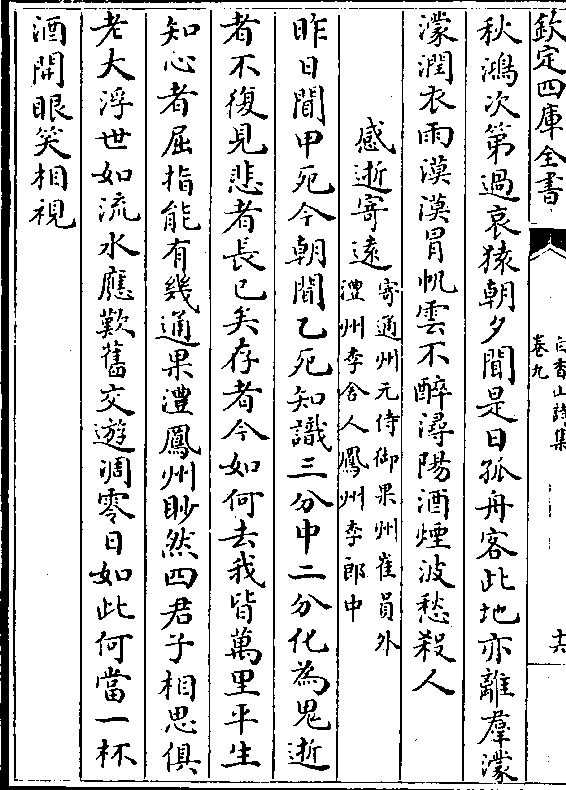 欽定四庫全書
白香山詩集
卷九
十六
秋鴻次第過哀猿朝夕聞是日孤舟客此地亦離羣濛
濛潤衣雨漠漠冒帆雲不醉潯陽酒煙波愁殺人
感逝寄遠
寄通州元侍御果州崔員外
澧州李舍人鳳州李郎中
昨日聞甲死今朝聞乙死知識三分中二分化為鬼逝
者不復見悲者長已矣存者今如何去我皆萬里平生
知心者屈指能有幾通果澧鳳州眇然四君子相思俱
老大浮世如流水應歎舊交遊凋零日如此何當一杯
酒開眼笑相視